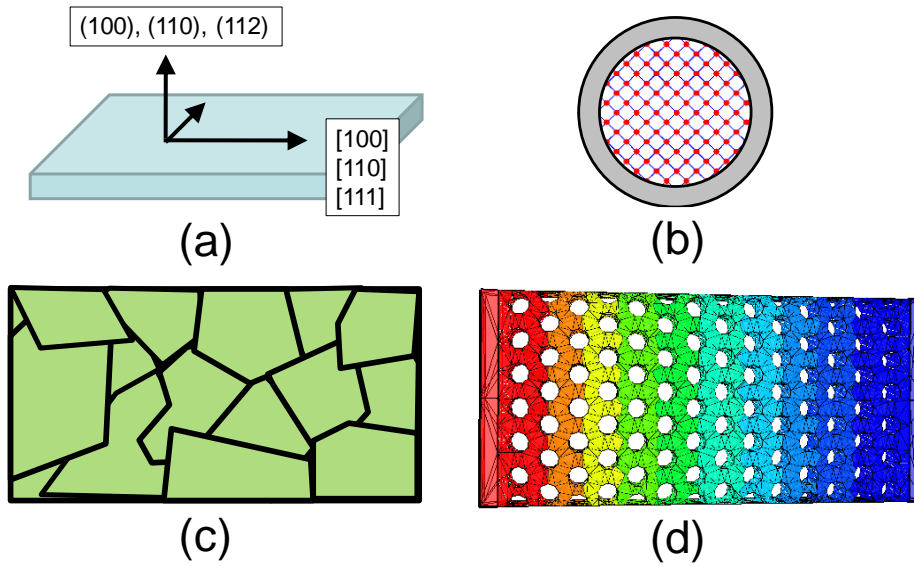 (100), (110), (112)
[100]
[110]
[111]
(a)
(b)
(c)
(d)